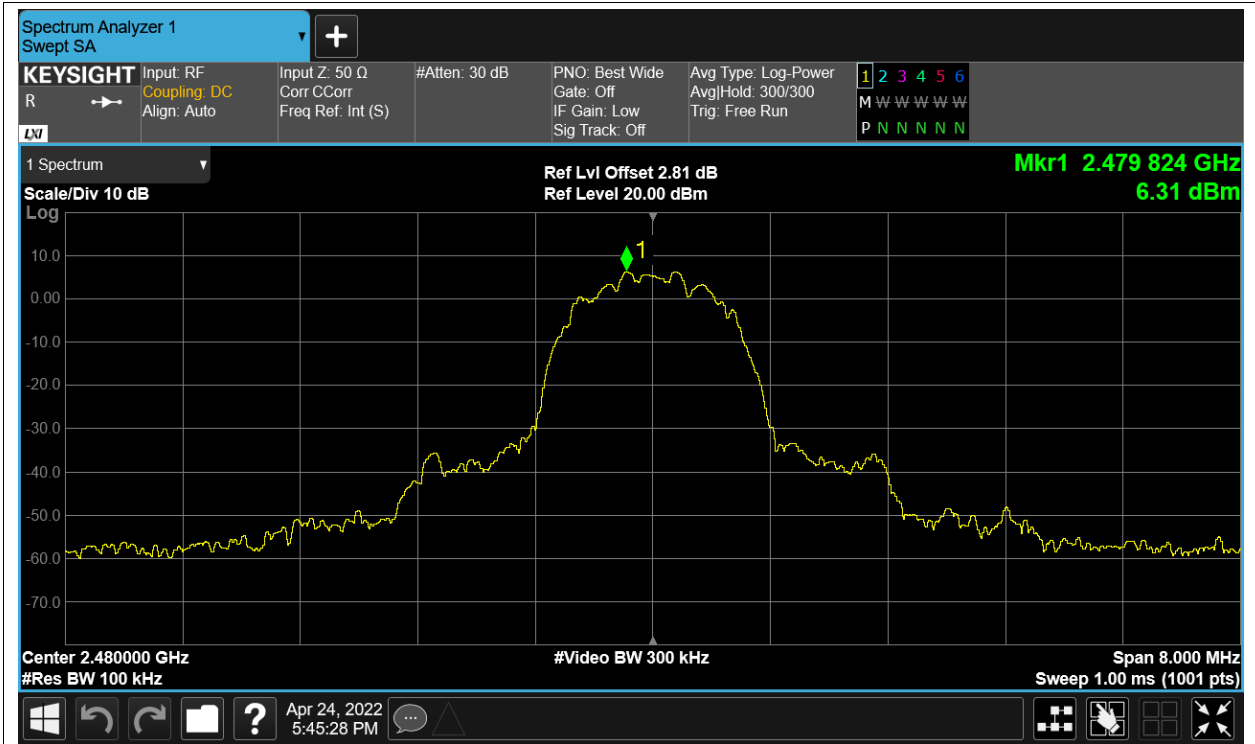 Spectrum Analyzer 1
Swept SA
KEYSIGHT
R
LXI
Input: RF
Coupling: DC
Align: Auto
Input Z: 50 Ω
Corr CCorr
Freq Ref: Int (S)
#Atten: 30 dB
PNO: Best Wide
Gate: Off
IF Gain: Low
Sig Track: Off
Avg Type: Log-Power
Avg|Hold: 300/300
Trig: Free Run
1 2 3 4 5 6
M W W W W W
P N N N N N
1 Spectrum
Scale/Div 10 dB
Log
Ref Lvl Offset 2.81 dB
Ref Level 20.00 dBm
Mkr1 2.479 824 GHz
6.31 dBm
1
10.0
0.00
-10.0
-20.0
-30.0
-40.0
-50.0
-60.0
-70.0
Center 2.480000 GHz
#Video BW 300 kHz
Span 8.000 MHz
#Res BW 100 kHz
Sweep 1.00 ms (1001 pts)
?
Apr 24, 2022
5:45:28 PM